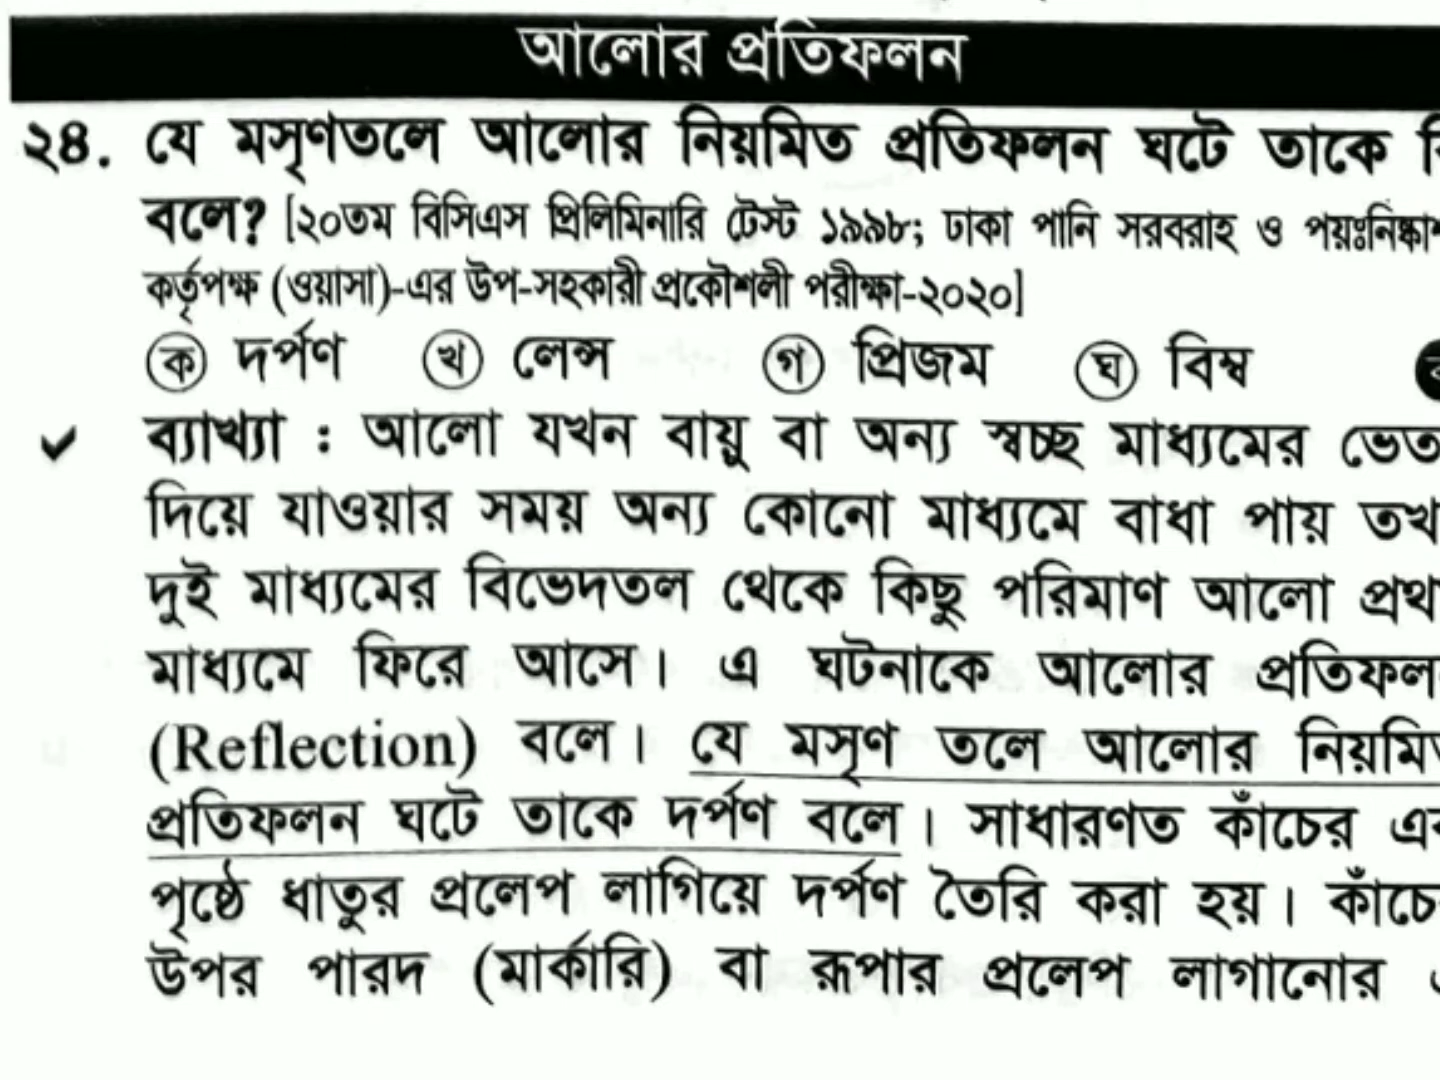 আলোর প্রতিফলন
২৪. যে মসৃণতলে আলোর নিয়মিত প্রতিফলন ঘটে তাকে
বলে? [২০তম বিসিএস প্রিলিমিনারি টেস্ট ১৯৯৮; ঢাকা পানি সরবরাহ ও
কর্তৃপক্ষ (ওয়াসা)-এর উপ-সহকারী প্রকৌশলী পরীক্ষা-২০২০]
ক দর্পণ খ লেন্স গ প্রিজম ঘ বিম্ব
ব্যাখ্যা : আলো যখন বায়ু বা অন্য স্বচ্ছ মাধ্যমের
দিয়ে যাওয়ার সময় অন্য কোনো মাধ্যমে বাধা পায়
দুই মাধ্যমের বিভেদতল থেকে কিছু পরিমাণ আলো
মাধ্যমে ফিরে আসে। এ ঘটনাকে আলোর
(Reflection) বলে। যে মসৃণ তলে আলোর
প্রতিফলন ঘটে তাকে দর্পণ বলে। সাধারণত কাঁচের
পৃষ্ঠে ধাতুর প্রলেপ লাগিয়ে দর্পণ তৈরি করা হয়।
উপর পারদ (মার্কারি) বা রূপার প্রলেপ লাগানোর